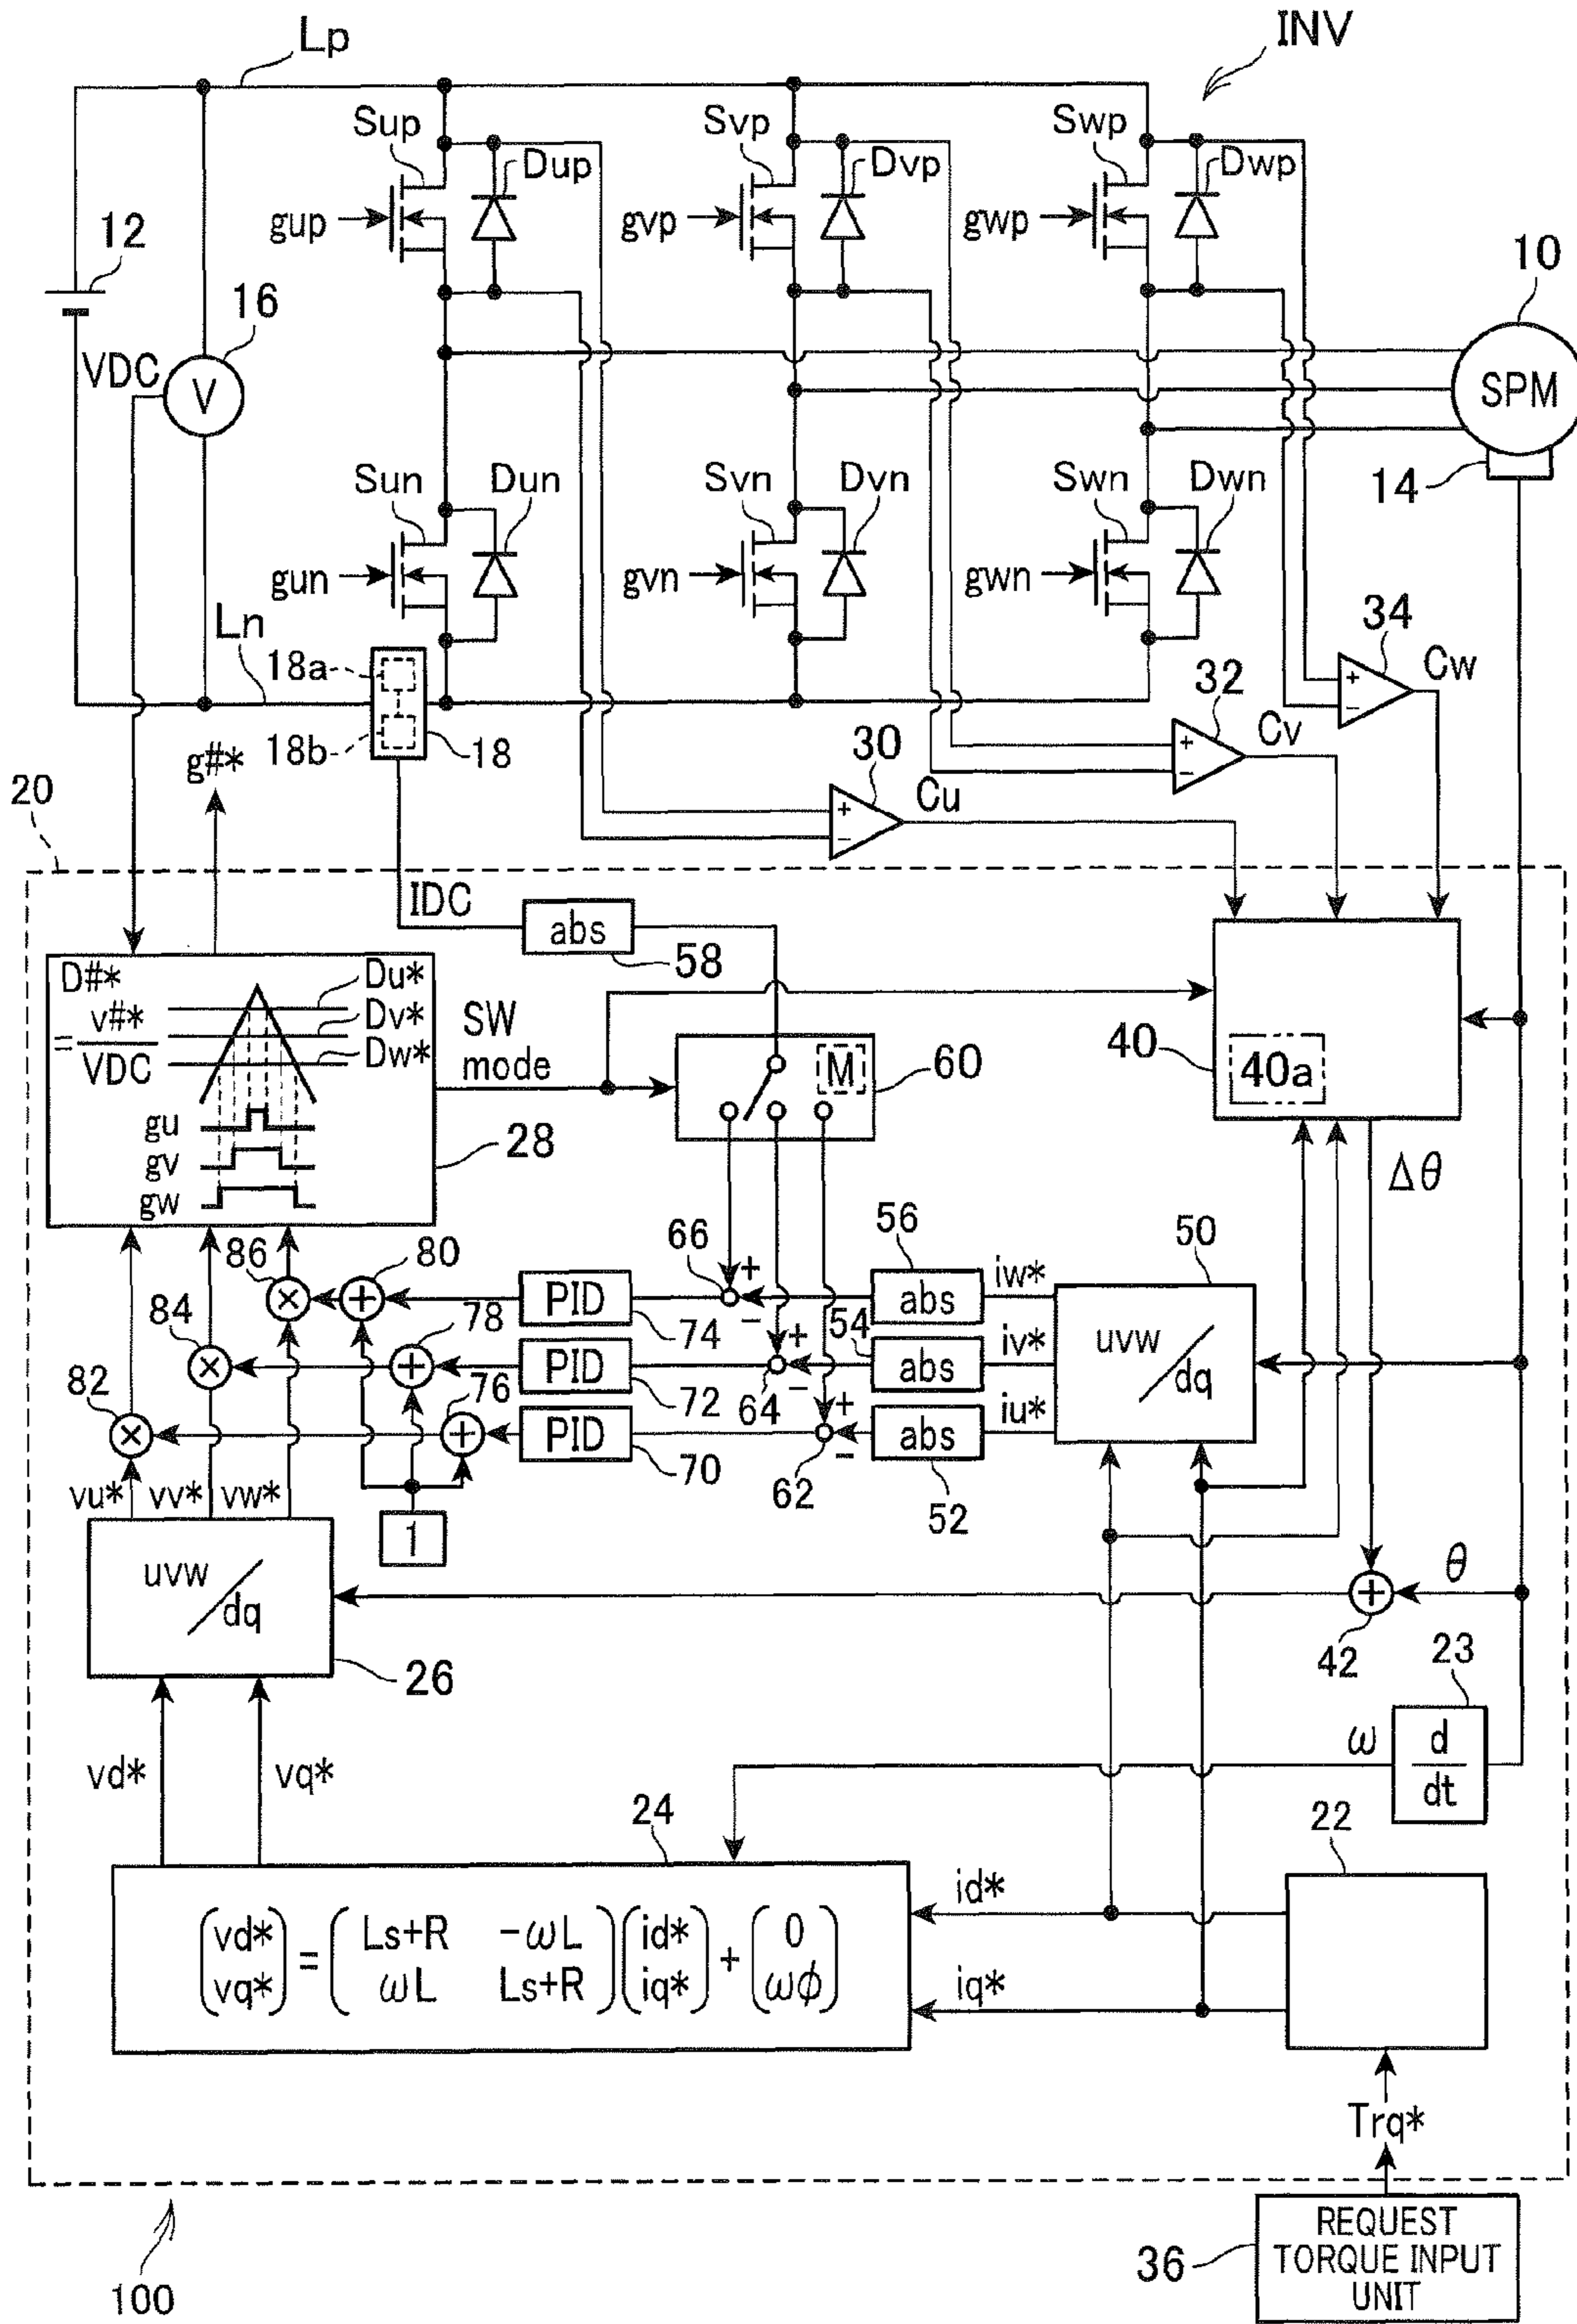 INV
Lp
Sup
Dup
Svp
Dvp
Swp
Dwp
gup
gvp
gwp
12
16
10
VDC
V
SPM
14
Sun
Dun
Svn
Dvn
Swn
Dwn
gun
gvn
gwn
Ln
18a
18b
18
34
+
−
Cw
32
+
−
Cv
30
+
−
Cu
g#*
20
IDC
abs
58
D#*
= v#*
VDC
Du*
Dv*
Dw*
gu
gv
gw
28
SW
mode
M
60
40
40a
Δθ
86
80
PID
74
66
+
−
56
abs
iw*
50
84
78
PID
72
64
+
−
54
abs
iv*
uvw
dq
82
76
PID
70
62
+
−
abs
52
iu*
vu*
vv*
vw*
1
uvw
dq
26
θ
42
23
d
dt
ω
vd*
vq*
24
22
(vd*
vq*) = (Ls+R -ωL
ωL Ls+R) (id*
iq*) + (0
ωϕ)
id*
iq*
Trq*
36
REQUEST
TORQUE INPUT
UNIT
100